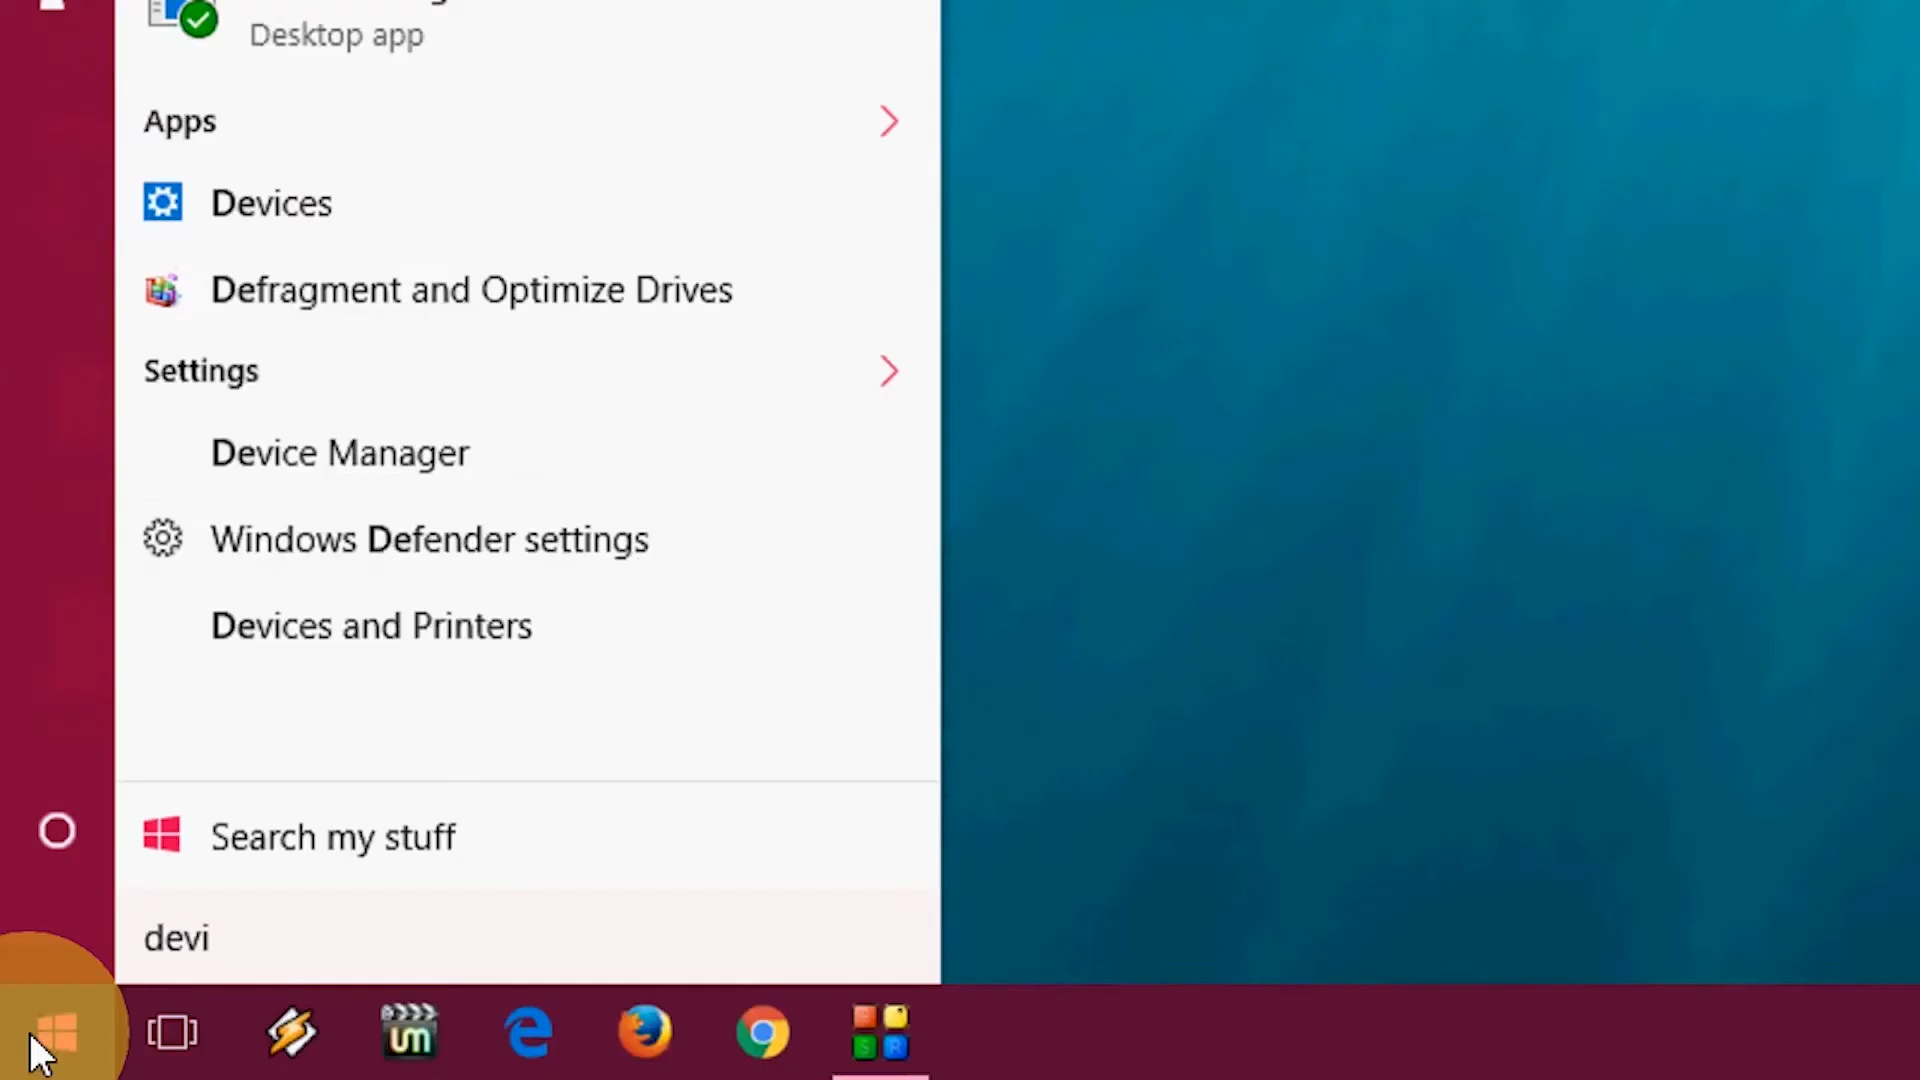 Desktop app
Apps
Devices
Defragment and Optimize Drives
Settings
Device Manager
Windows Defender settings
Devices and Printers
Search my stuff
devi
um
S R